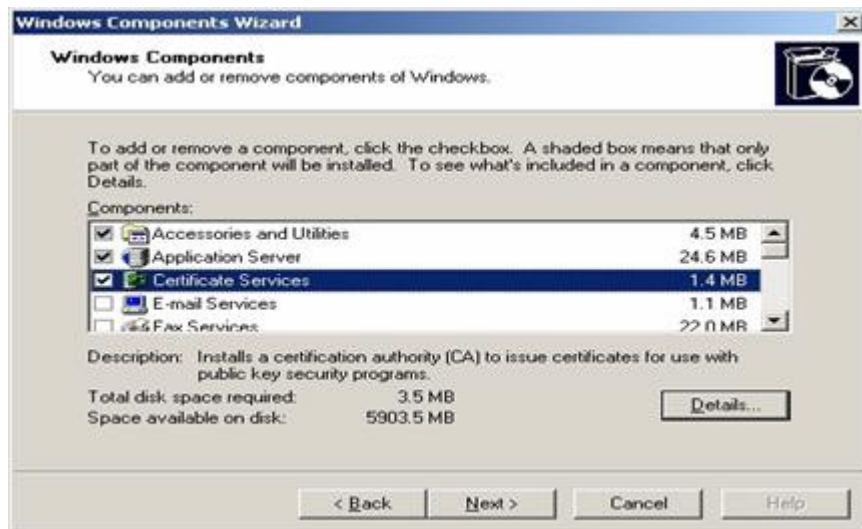 Windows Components Wizard
Windows Components
You can add or remove components of Windows.
To add or remove a component, click the checkbox. A shaded box means that only
part of the component will be installed. To see what's included in a component, click
Details.
Components:
Accessories and Utilities 4.5 MB
Application Server 24.6 MB
Certificate Services 1.4 MB
E-mail Services 1.1 MB
Fax Services 22.0 MB
Description: Installs a certification authority (CA) to issue certificates for use with
public key security programs.
Total disk space required: 3.5 MB
Space available on disk: 5903.5 MB
Details...
< Back Next > Cancel Help